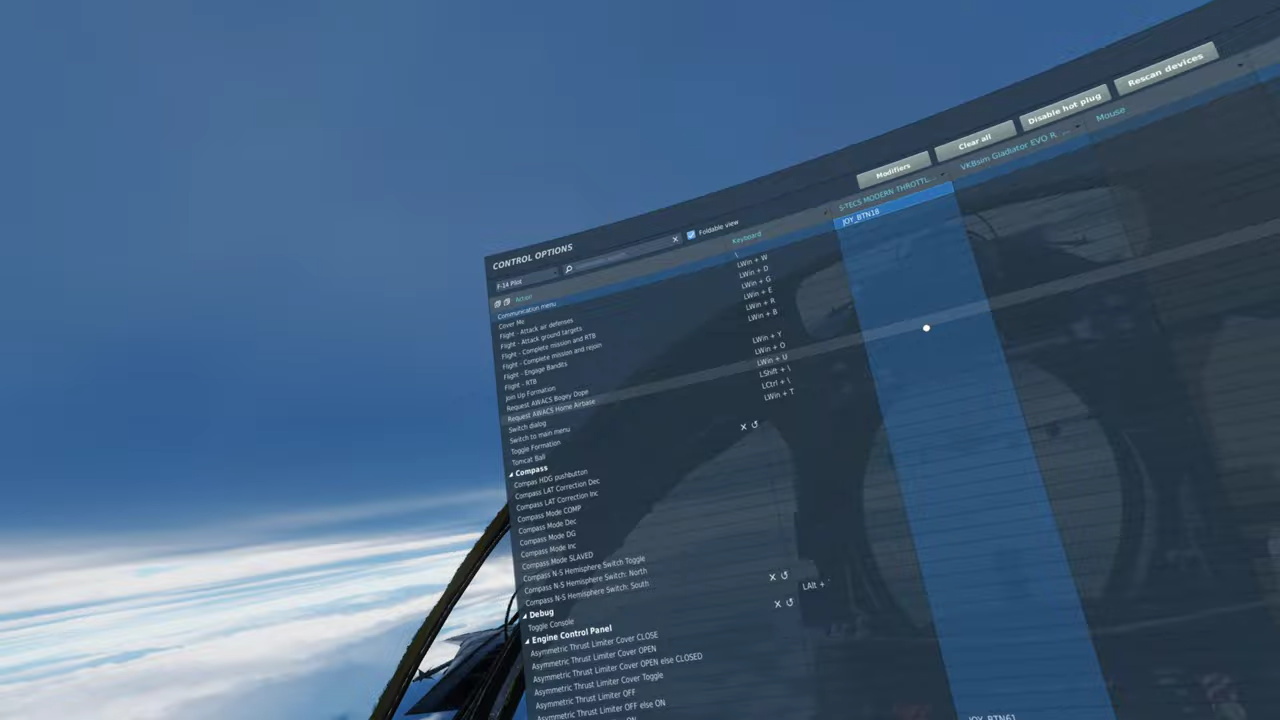 Rescan devices
Disable hot plug
Mouse
Clear all
VKBsim Gladiator EVO R ...
Modifiers
S-TECS MODERN THROTTL...
JOY_BTN18
CONTROL OPTIONS
Foldable view
Keyboard
F-14 Pilot
Action
Communication menu \
Cover Me LWin + W
Flight - Attack air defenses LWin + D
Flight - Attack ground targets LWin + G
Flight - Complete mission and RTB LWin + E
Flight - Complete mission and rejoin LWin + R
Flight - Engage Bandits LWin + B
Flight - RTB
Join Up Formation LWin + Y
Request AWACS Bogey Dope LWin + O
Request AWACS Home Airbase LWin + U
Switch dialog LShift + \
Switch to main menu LCtrl + \
Toggle Formation LWin + T
Tomcat Ball
Compass
Compas HDG pushbutton
Compass LAT Correction Dec
Compass LAT Correction Inc
Compass Mode COMP
Compass Mode Dec
Compass Mode DG
Compass Mode Inc
Compass Mode SLAVED
Compass N-S Hemisphere Switch Toggle
Compass N-S Hemisphere Switch: North
Compass N-S Hemisphere Switch: South
Debug
Toggle Console LAlt +
Engine Control Panel
Asymmetric Thrust Limiter Cover CLOSE
Asymmetric Thrust Limiter Cover OPEN
Asymmetric Thrust Limiter Cover OPEN else CLOSED
Asymmetric Thrust Limiter Cover Toggle
Asymmetric Thrust Limiter OFF
Asymmetric Thrust Limiter OFF else ON
JOY_BTN61